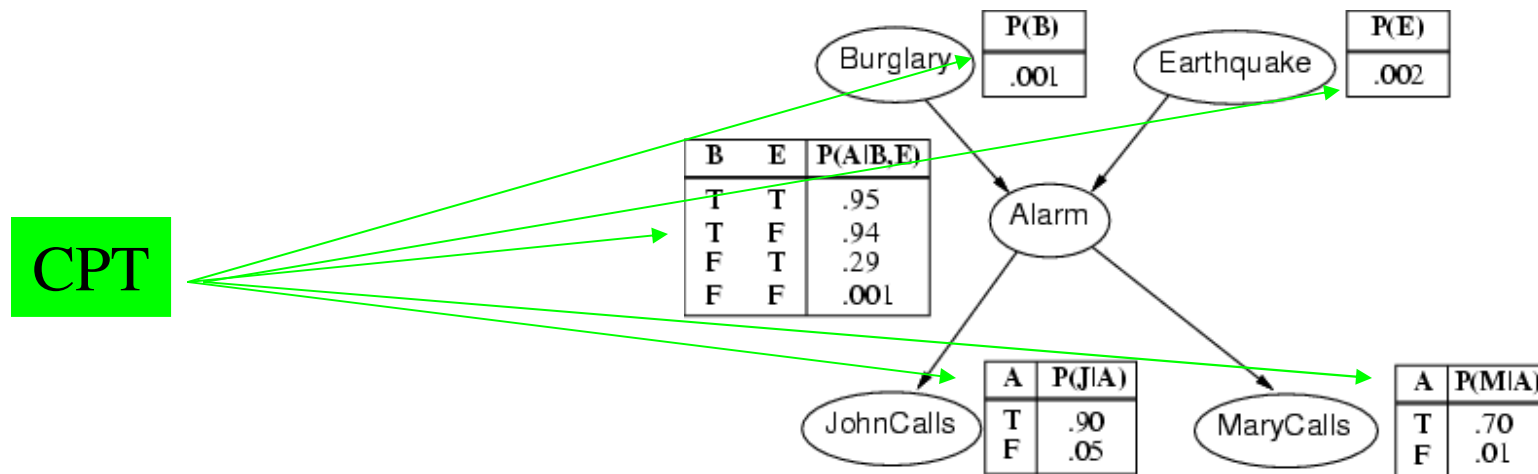 P(B)
P(E)
Burglary
.001
Earthquake
.002
B E P(A|B,E)
T T .95
T F .94
F T .29
F F .001
Alarm
CPT
JohnCalls
A P(J|A)
T .90
F .05
MaryCalls
A P(M|A)
T .70
F .01